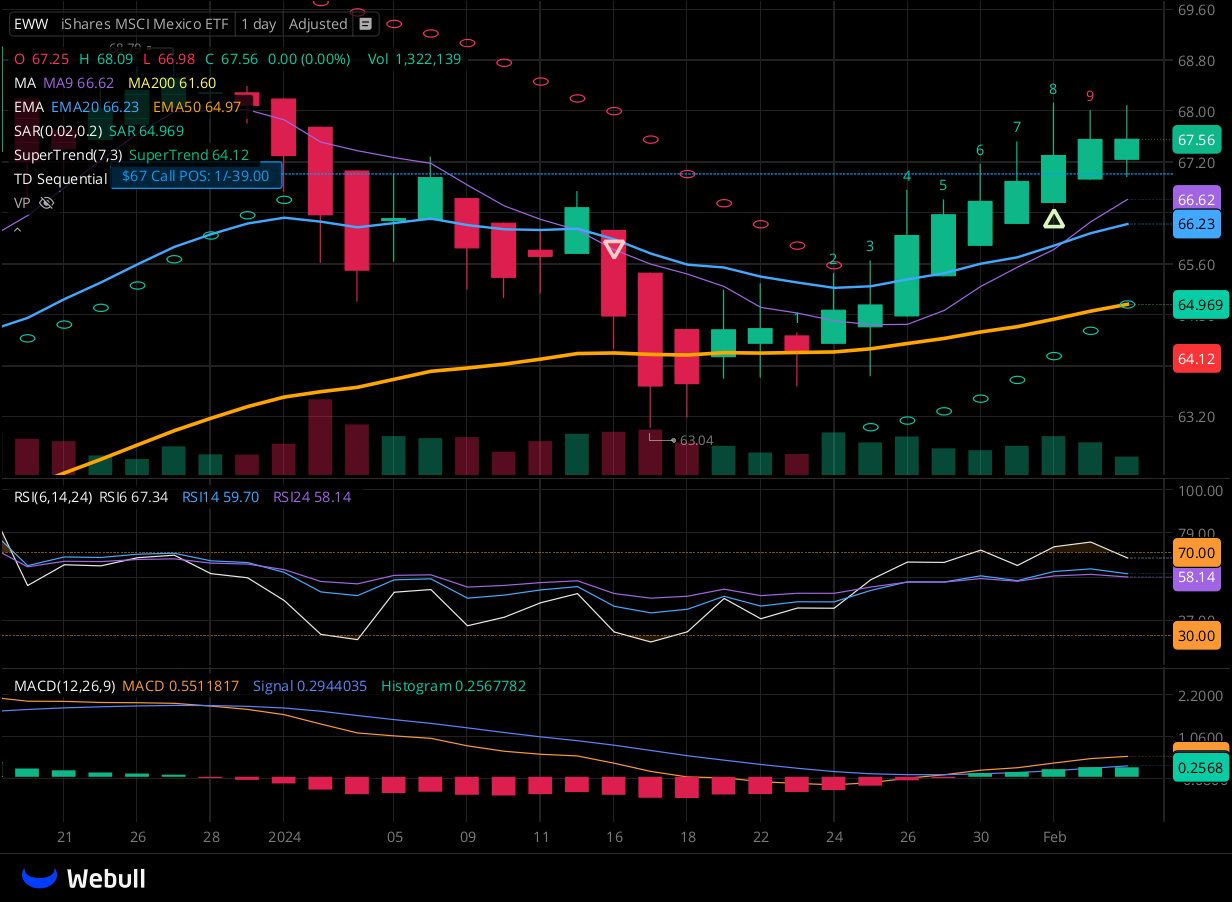 EWW iShares MSCI Mexico ETF 1 day Adjusted
O 67.25 H 68.09 L 66.98 C 67.56 0.00 (0.00%) Vol 1,322,139
MA MA9 66.62 MA200 61.60
EMA EMA20 66.23 EMA50 64.97
SAR(0.02,0.2) SAR 64.969
SuperTrend(7,3) SuperTrend 64.12
TD Sequential $67 Call POS: 1/-39.00
VP
69.60
68.80
68.00
67.56
67.20
66.62
66.23
65.60
64.969
64.12
63.20
2
3
4
5
6
7
8
9
63.04
RSI(6,14,24) RSI6 67.34 RSI14 59.70 RSI24 58.14
100.00
79.00
70.00
58.14
30.00
MACD(12,26,9) MACD 0.5511817 Signal 0.2944035 Histogram 0.2567782
2.2000
1.0600
0.2568
21 26 28 2024 05 09 11 16 18 22 24 26 30 Feb
Webull